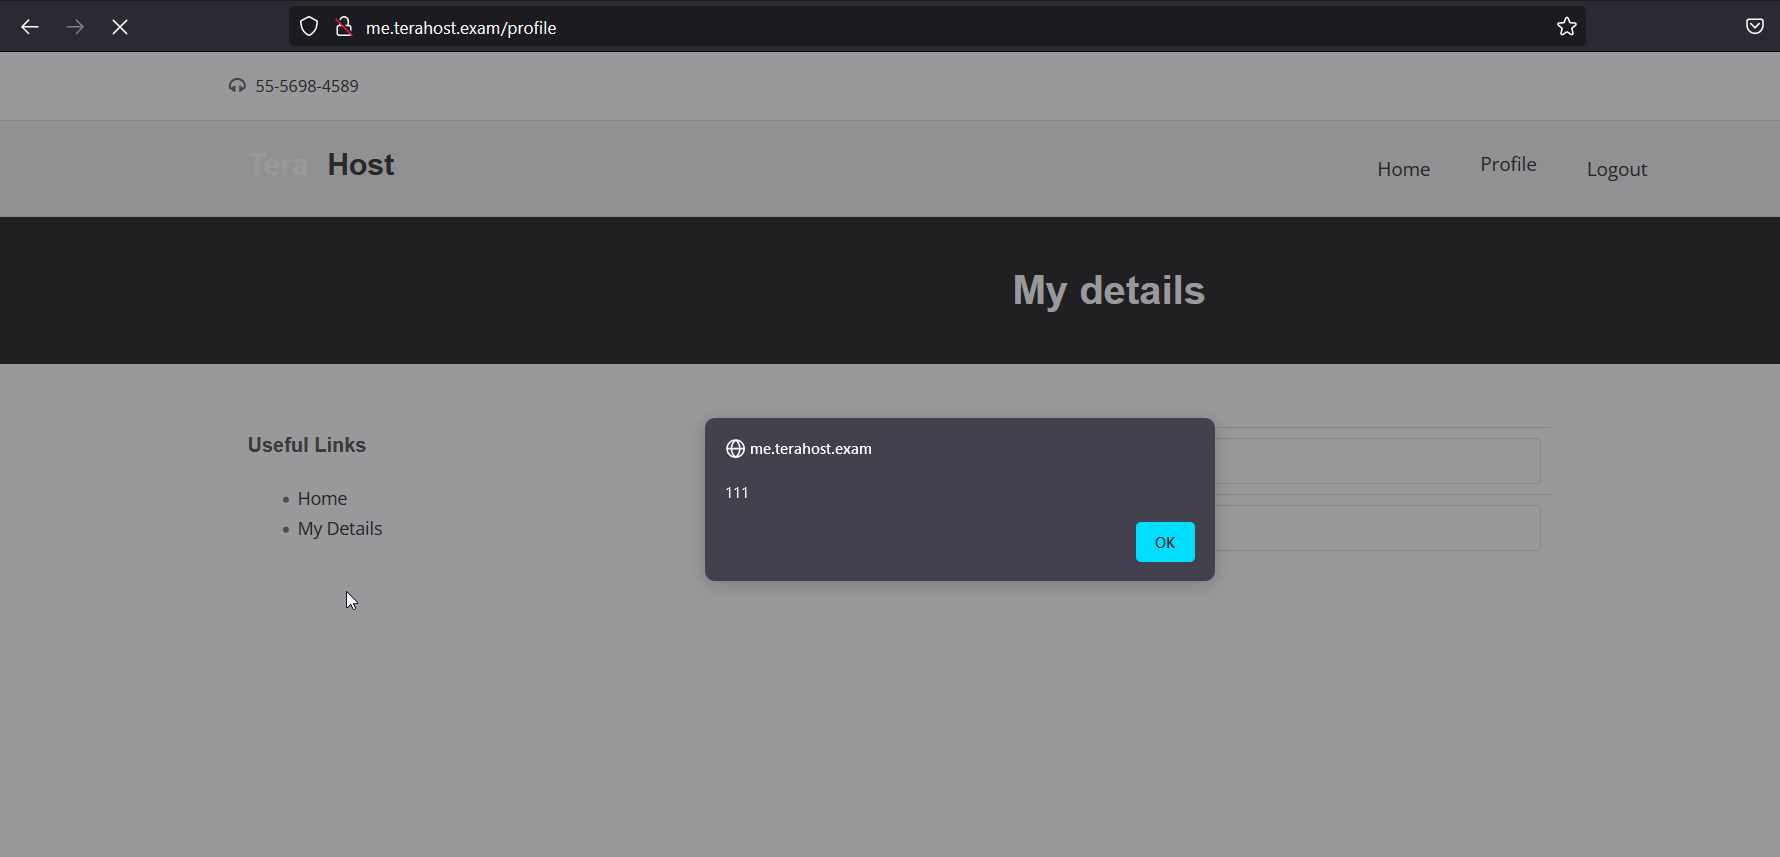 me.terahost.exam/profile
55-5698-4589
Tera Host
Home Profile Logout
My details
Useful Links
Home
My Details
me.terahost.exam
111
OK